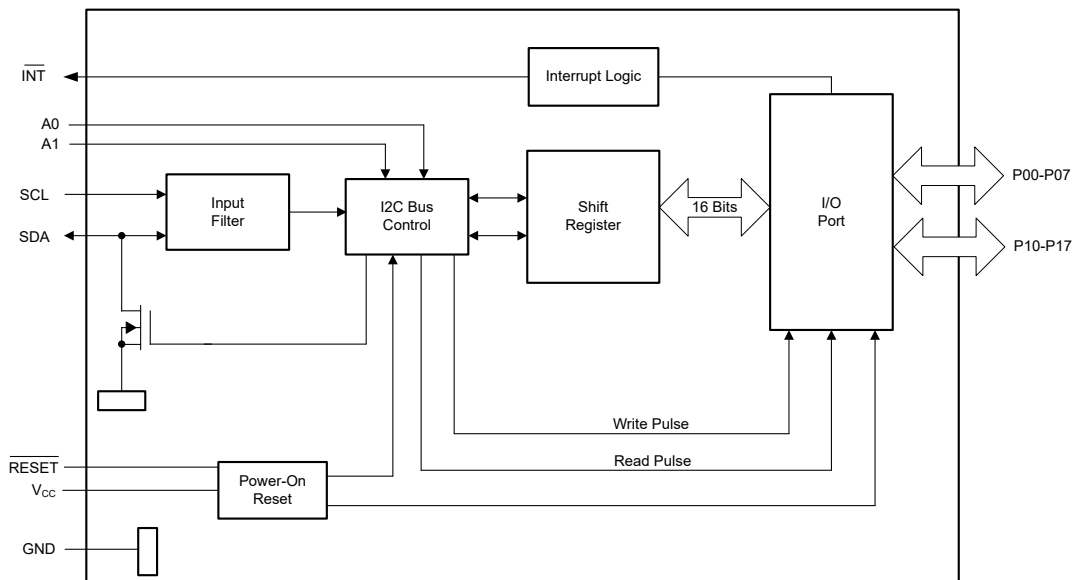 INT
Interrupt Logic
A0
A1
SCL
SDA
Input
Filter
I2C Bus
Control
Shift
Register
16 Bits
I/O
Port
P00-P07
P10-P17
Write Pulse
Read Pulse
RESET
VCC
Power-On
Reset
GND